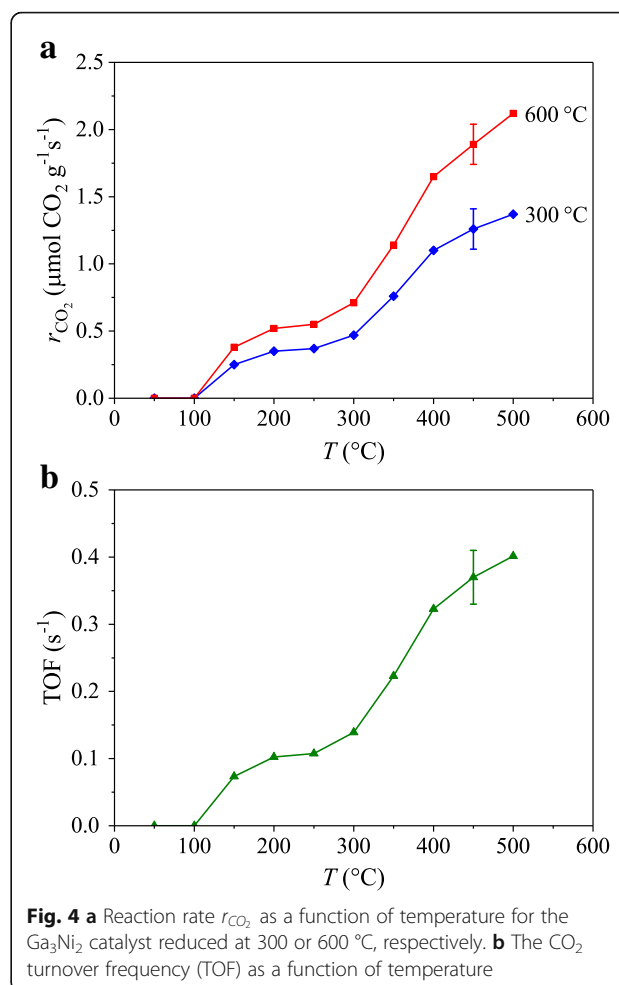 a
2.5
2.0
1.5
1.0
0.5
0.0
r_CO₂ (μmol CO₂ g⁻¹s⁻¹)
600 °C
300 °C
0 100 200 300 400 500 600
T (°C)
b
0.5
0.4
0.3
0.2
0.1
0.0
TOF (s⁻¹)
0 100 200 300 400 500 600
T (°C)
Fig. 4 a Reaction rate r_CO₂ as a function of temperature for the
Ga₃Ni₂ catalyst reduced at 300 or 600 °C, respectively. b The CO₂
turnover frequency (TOF) as a function of temperature